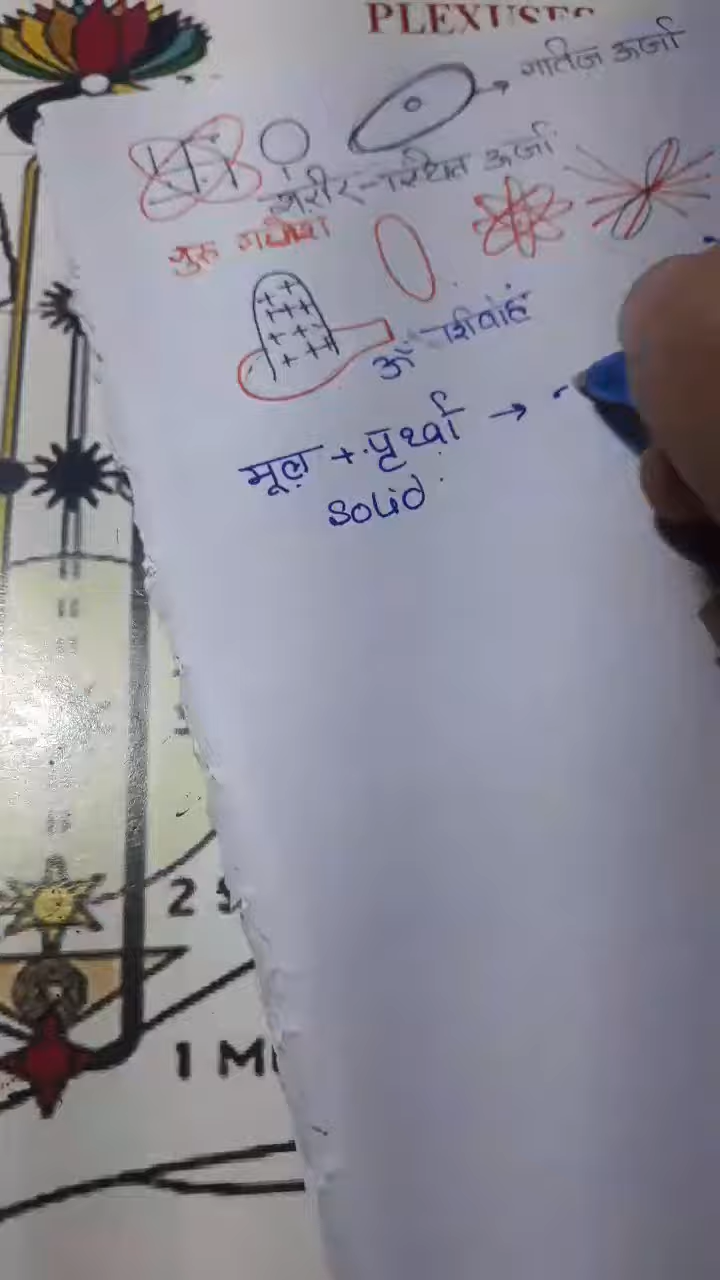 PLEXUSES
गतिज ऊर्जा
शरीर-स्थित ऊर्जा
गुरु
ॐ शिवोहं
मूल + पृथ्वी →
solid
2 S
1 M